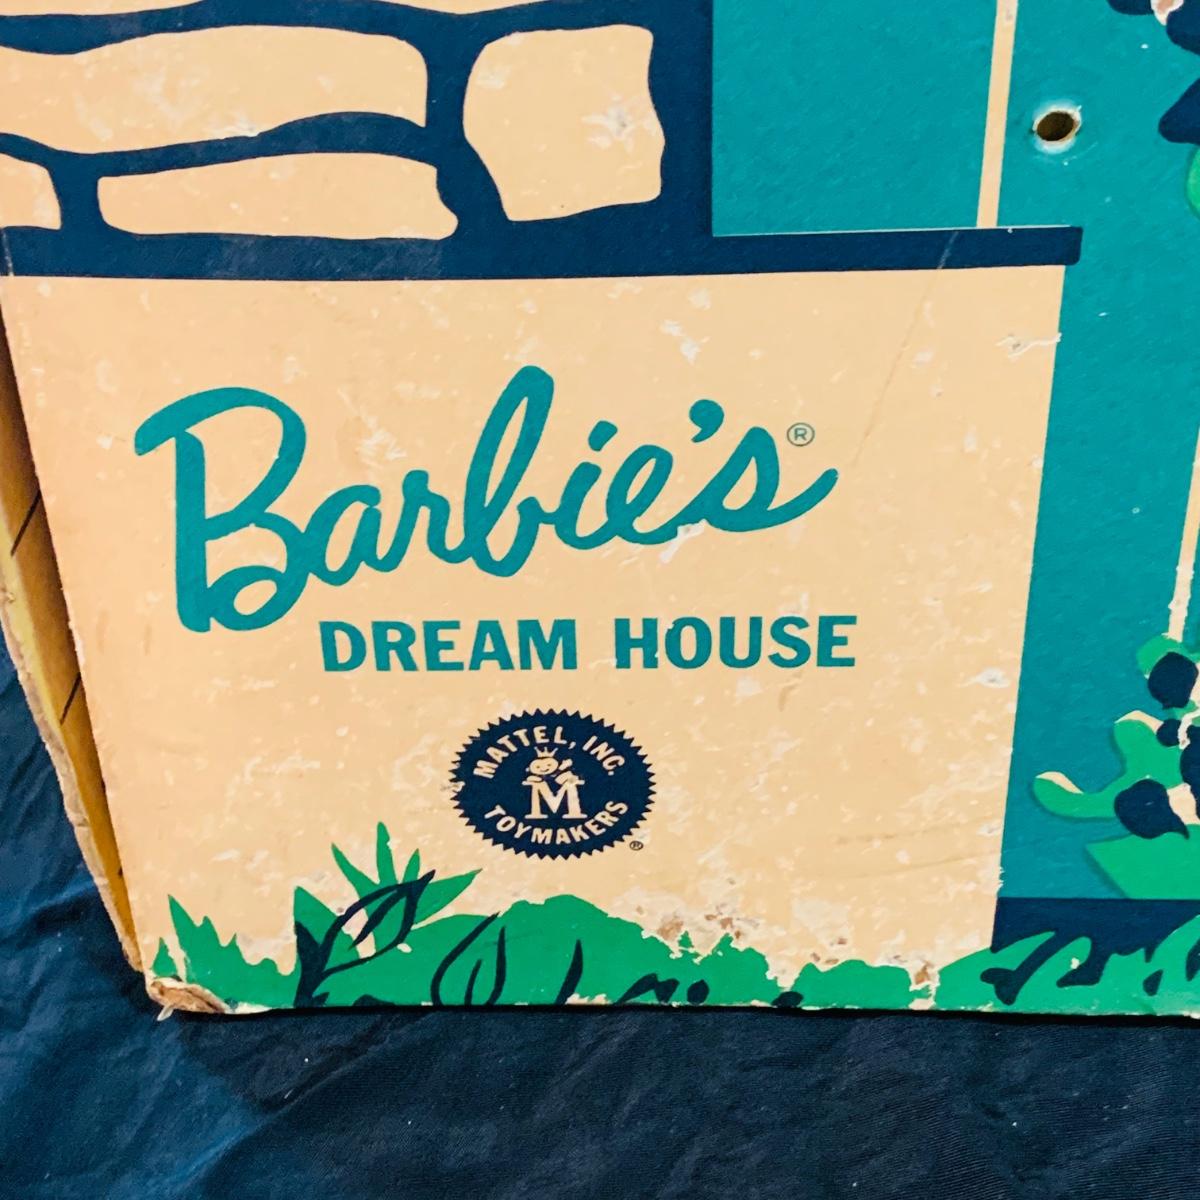 Barbie's®
DREAM HOUSE
MATTEL, INC.
M
TOYMAKERS
®